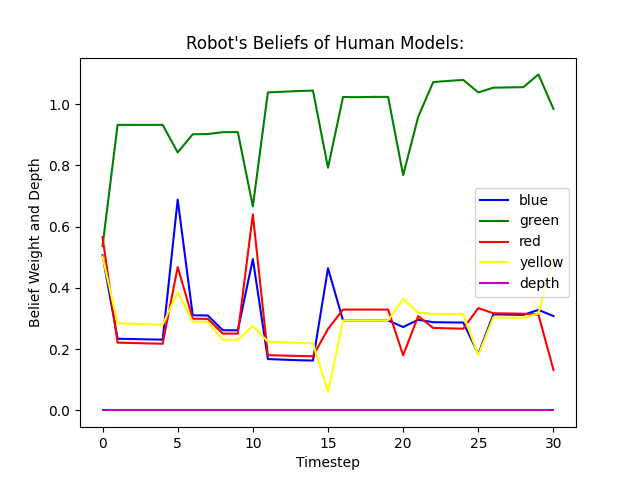 Robot's Beliefs of Human Models:
Belief Weight and Depth
1.0
0.8
0.6
0.4
0.2
0.0
blue
green
red
yellow
depth
0 5 10 15 20 25 30
Timestep